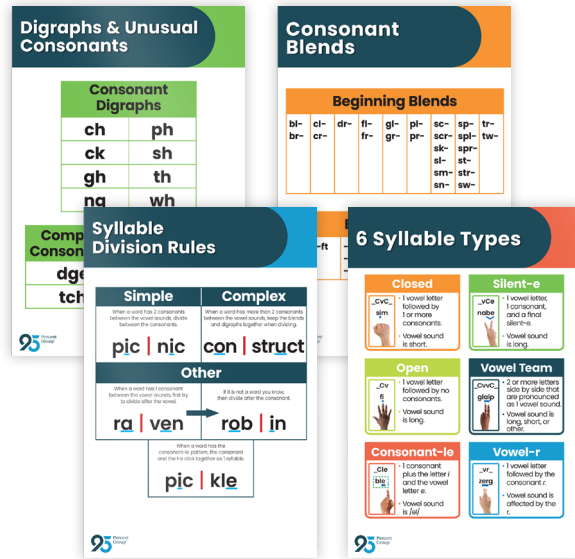 Digraphs & Unusual
Consonants
Consonant
Digraphs
ch ph
ck sh
gh th
ng wh
Comp
Conson
dge
tch
95 Percent
Group
Consonant
Blends
Beginning Blends
bl- cl- dr- fl- gl- pl- sc- sp- tr-
br- cr- fr- gr- pr- scr- spl- tw-
sk- spr-
sl- st-
sm- str-
sn- sw-
-ft
Syllable
Division Rules
Simple Complex
When a word has 2 consonants
between the vowel sounds, divide
between the consonants.
When a word has more than 2 consonants
between the vowel sounds, keep the blends
and digraphs together when dividing.
pic | nic con | struct
Other
When a word has 1 consonant
between the vowel sounds, first try
to divide after the vowel.
If it is not a word you know,
then divide after the consonant.
ra | ven rob | in
When a word has the
consonant-le pattern, the consonant
and the l-e click together as 1 syllable.
pic | kle
95 Percent
Group
6 Syllable Types
Closed
_CvC_
sim
• 1 vowel letter
followed by
1 or more
consonants.
• Vowel sound
is short.
Silent-e
_vCe
nabe
• 1 vowel letter,
1 consonant,
and a final
silent-e.
• Vowel sound
is long.
Open
_Cv
fi
• 1 vowel letter
followed by no
consonants.
• Vowel sound
is long.
Vowel Team
_CvvC_
glaip
• 2 or more letters
side by side that
are pronounced
as 1 vowel sound.
• Vowel sound is
long, short, or
other.
Consonant-le
_Cle
ble
• 1 consonant
plus the letter l
and the vowel
letter e.
• Vowel sound
is /əl/
Vowel-r
_vr_
zerg
• 1 vowel letter
followed by the
consonant r.
• Vowel sound is
affected by the
r.
95 Percent
Group